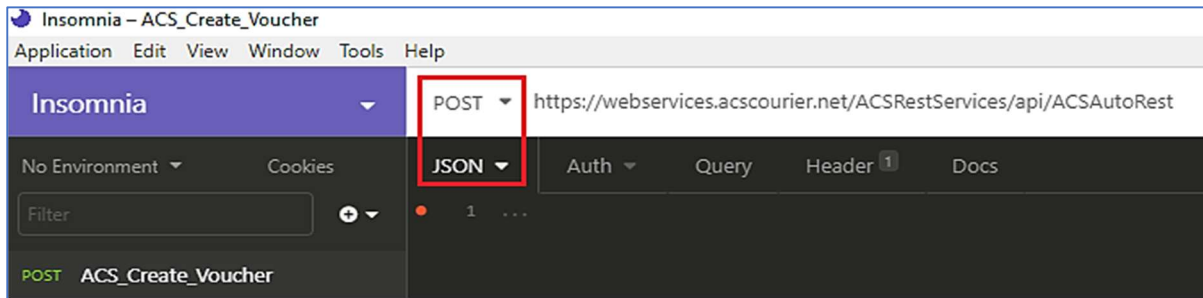 Insomnia – ACS_Create_Voucher
Application Edit View Window Tools Help
Insomnia
POST https://webservices.acscourier.net/ACSRestServices/api/ACSAutoRest
No Environment Cookies
JSON Auth Query Header 1 Docs
Filter
1 ...
POST ACS_Create_Voucher